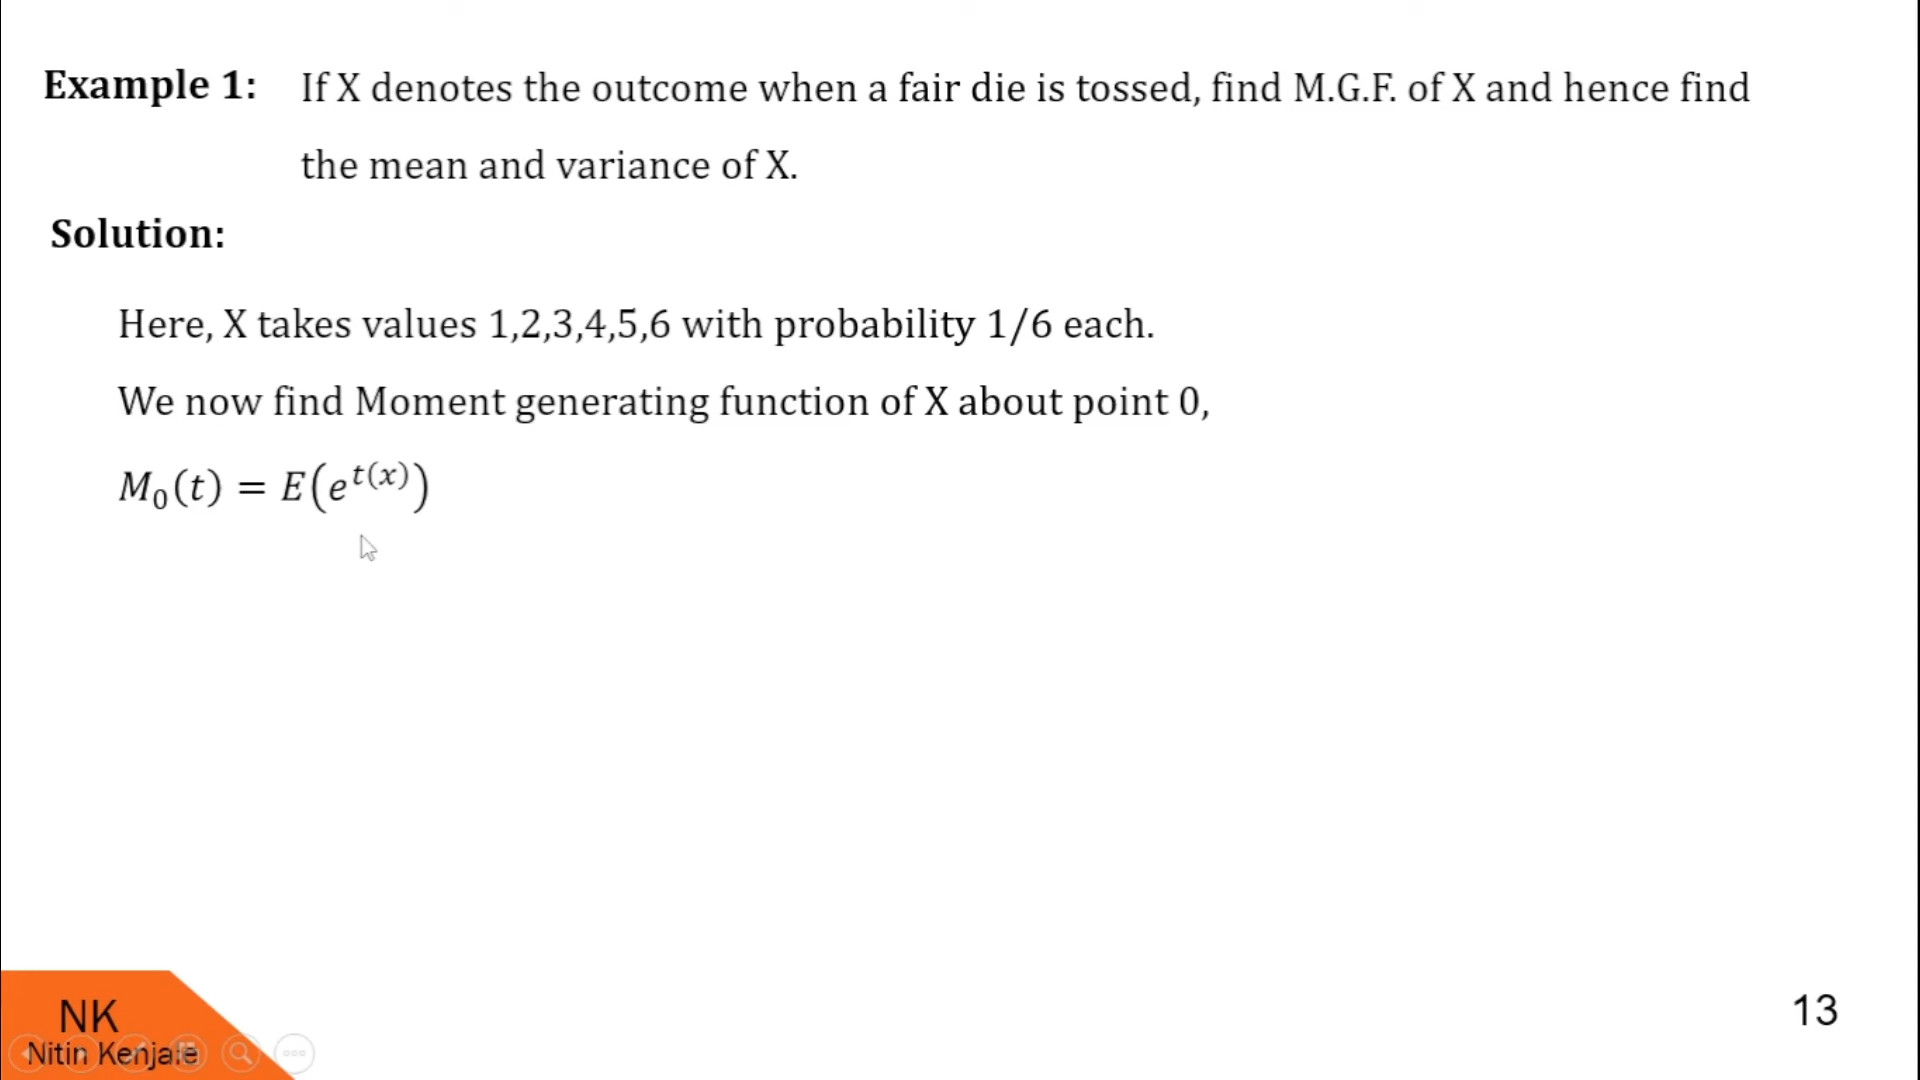 Example 1: If X denotes the outcome when a fair die is tossed, find M.G.F. of X and hence find
the mean and variance of X.
Solution:
Here, X takes values 1,2,3,4,5,6 with probability 1/6 each.
We now find Moment generating function of X about point 0,
M₀(t) = E(e^{t(x)})
NK
Nitin Kenjale
13